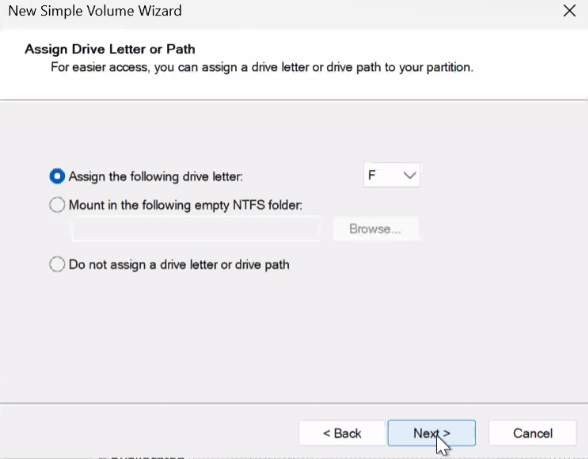 New Simple Volume Wizard
Assign Drive Letter or Path
For easier access, you can assign a drive letter or drive path to your partition.
Assign the following drive letter: F
Mount in the following empty NTFS folder:
Browse...
Do not assign a drive letter or drive path
< Back Next > Cancel